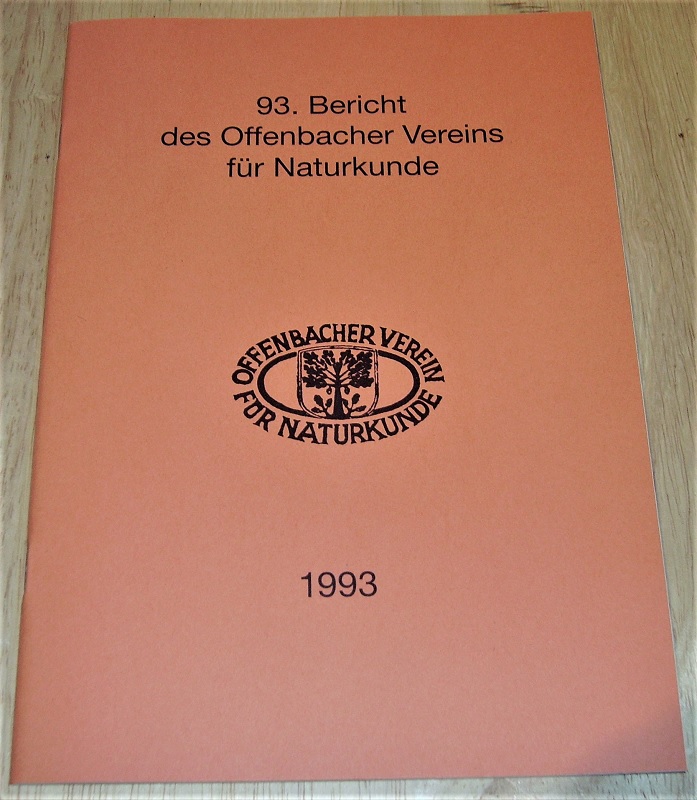 93. Bericht
des Offenbacher Vereins
für Naturkunde
OFFENBACHER VEREIN
FÜR NATURKUNDE
1993